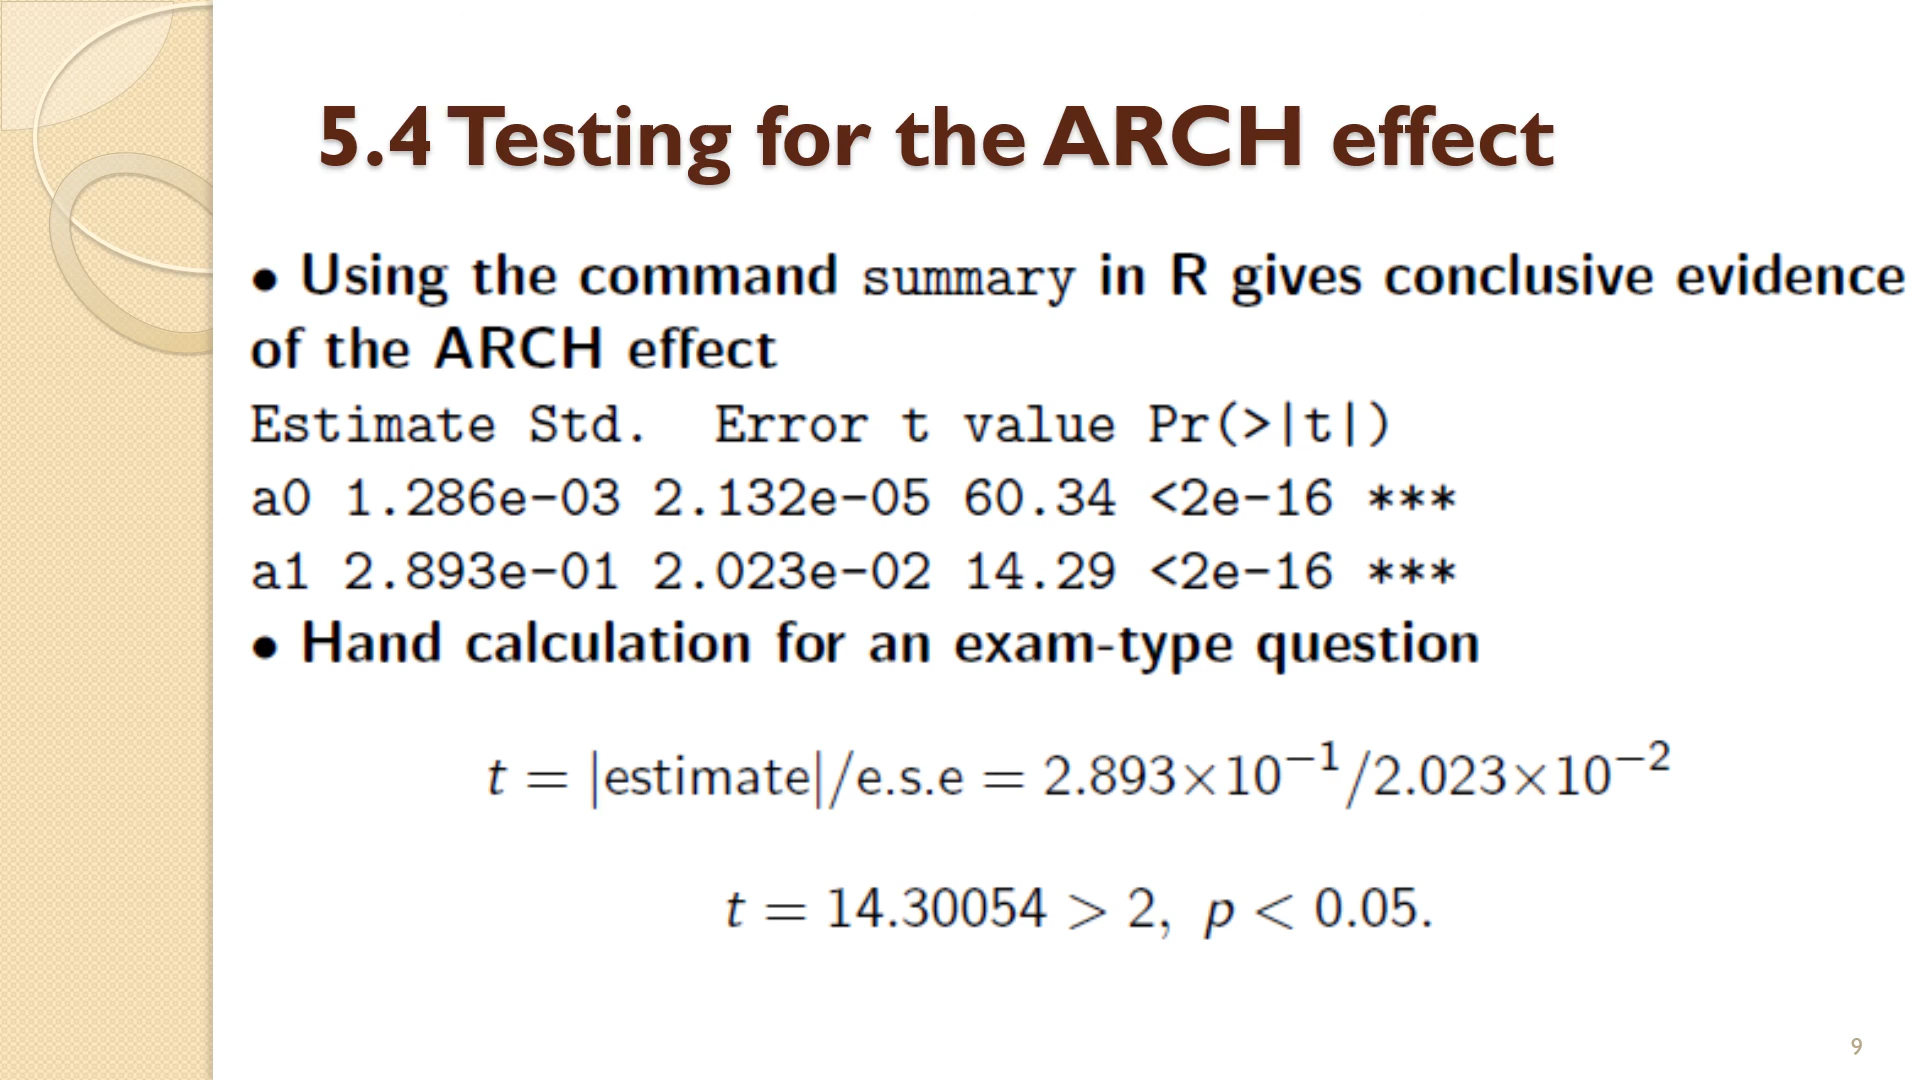 5.4 Testing for the ARCH effect
• Using the command summary in R gives conclusive evidence
of the ARCH effect
Estimate Std. Error t value Pr(>|t|)
a0 1.286e-03 2.132e-05 60.34 <2e-16 ***
a1 2.893e-01 2.023e-02 14.29 <2e-16 ***
• Hand calculation for an exam-type question
t = |estimate|/e.s.e = 2.893×10⁻¹/2.023×10⁻²
t = 14.30054 > 2, p < 0.05.
9